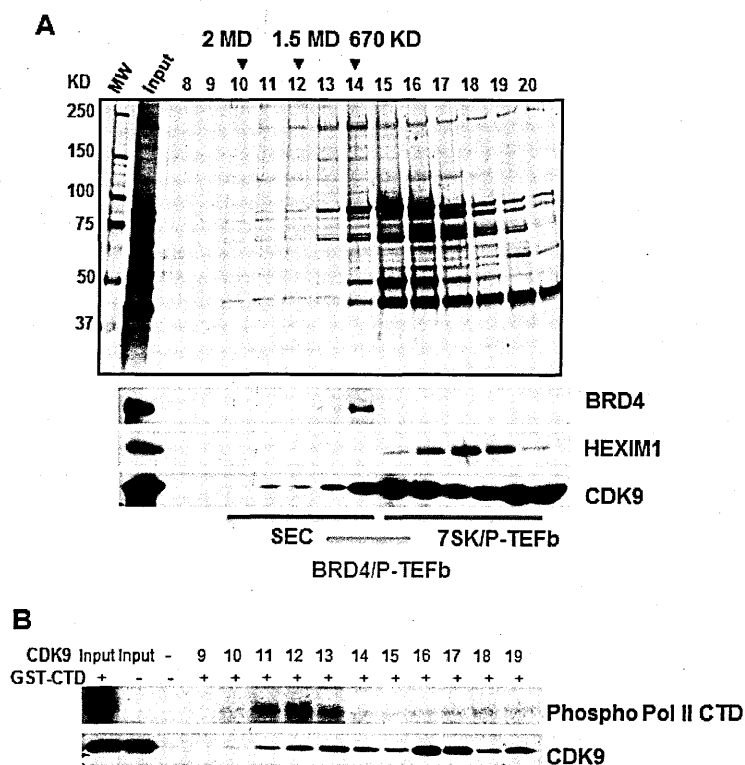 A
2 MD 1.5 MD 670 KD
KD MW Input 8 9 10 11 12 13 14 15 16 17 18 19 20
250
150
100
75
50
37
BRD4
HEXIM1
CDK9
SEC 7SK/P-TEFb
BRD4/P-TEFb
B
CDK9 Input Input - 9 10 11 12 13 14 15 16 17 18 19
GST-CTD + - - + + + + + + + + + + +
Phospho Pol II CTD
CDK9